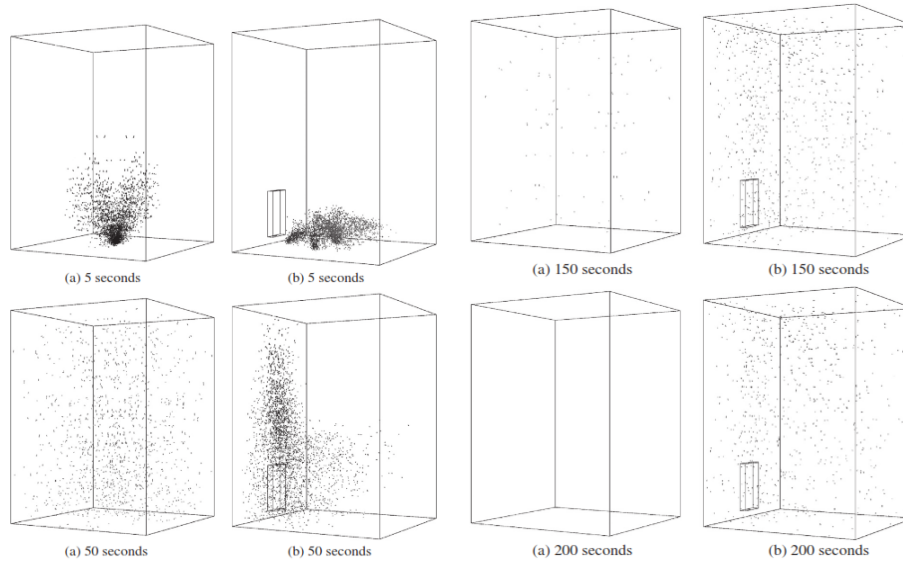 (a) 5 seconds
(b) 5 seconds
(a) 150 seconds
(b) 150 seconds
(a) 50 seconds
(b) 50 seconds
(a) 200 seconds
(b) 200 seconds